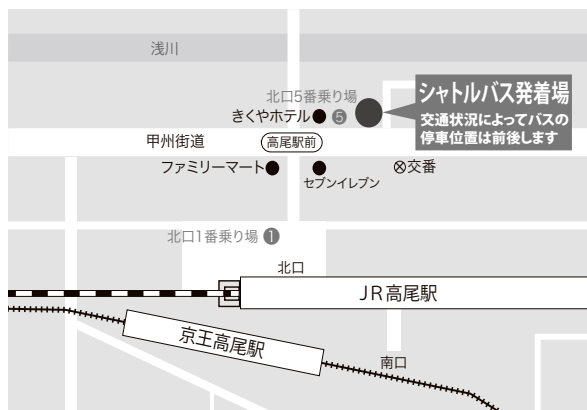 浅川
北口5番乗り場
きくやホテル ⑤
シャトルバス発着場
交通状況によってバスの
停車位置は前後します
甲州街道
高尾駅前
ファミリーマート
セブンイレブン
交番
北口1番乗り場 ❶
北口
JR高尾駅
京王高尾駅
南口